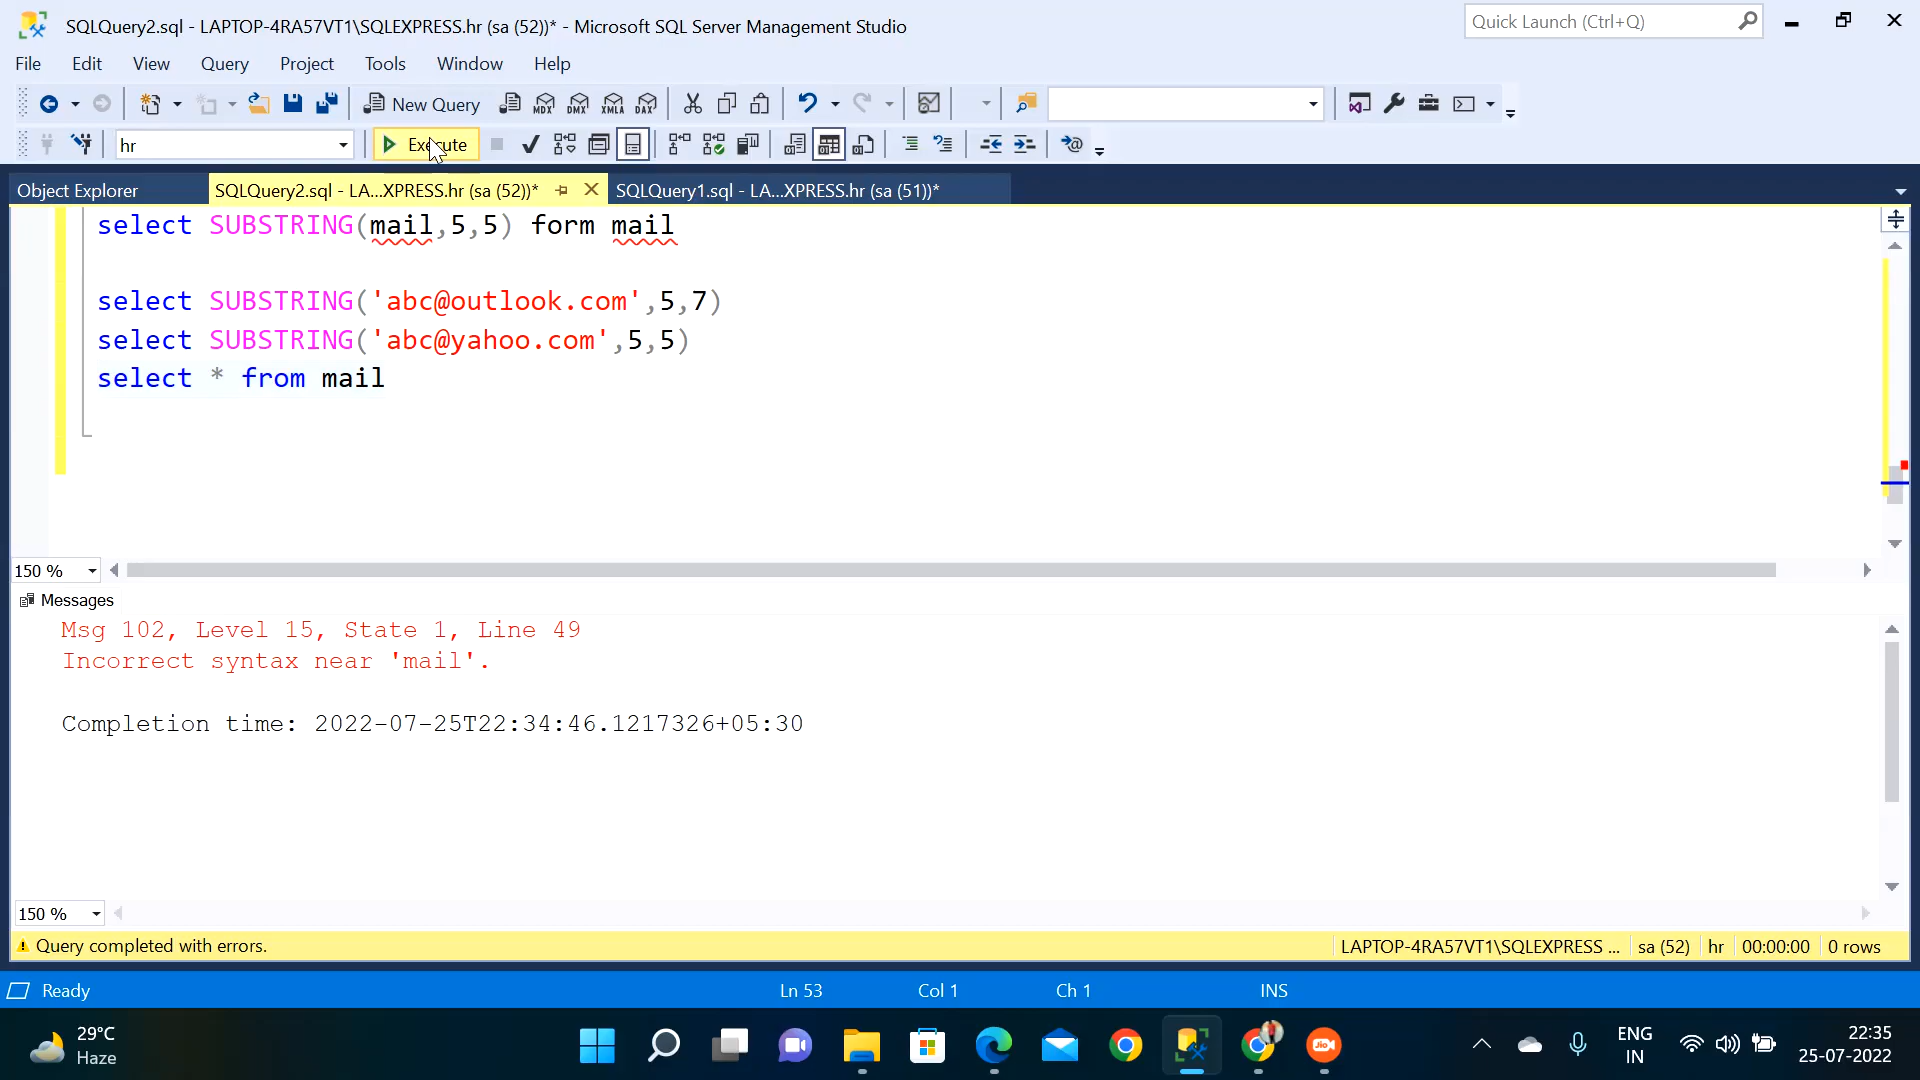 SQLQuery2.sql - LAPTOP-4RA57VT1\SQLEXPRESS.hr (sa (52))* - Microsoft SQL Server Management Studio
Quick Launch (Ctrl+Q)
File Edit View Query Project Tools Window Help
New Query MDX DMX XMLA DAX
hr Execute
Object Explorer SQLQuery2.sql - LA...XPRESS.hr (sa (52))* SQLQuery1.sql - LA...XPRESS.hr (sa (51))*
select SUBSTRING(mail,5,5) form mail
select SUBSTRING('abc@outlook.com',5,7)
select SUBSTRING('abc@yahoo.com',5,5)
select * from mail
150 %
Messages
Msg 102, Level 15, State 1, Line 49
Incorrect syntax near 'mail'.
Completion time: 2022-07-25T22:34:46.1217326+05:30
150 %
Query completed with errors. LAPTOP-4RA57VT1\SQLEXPRESS ... sa (52) hr 00:00:00 0 rows
Ready Ln 53 Col 1 Ch 1 INS
29°C
Haze
Jio
ENG
IN
22:35
25-07-2022